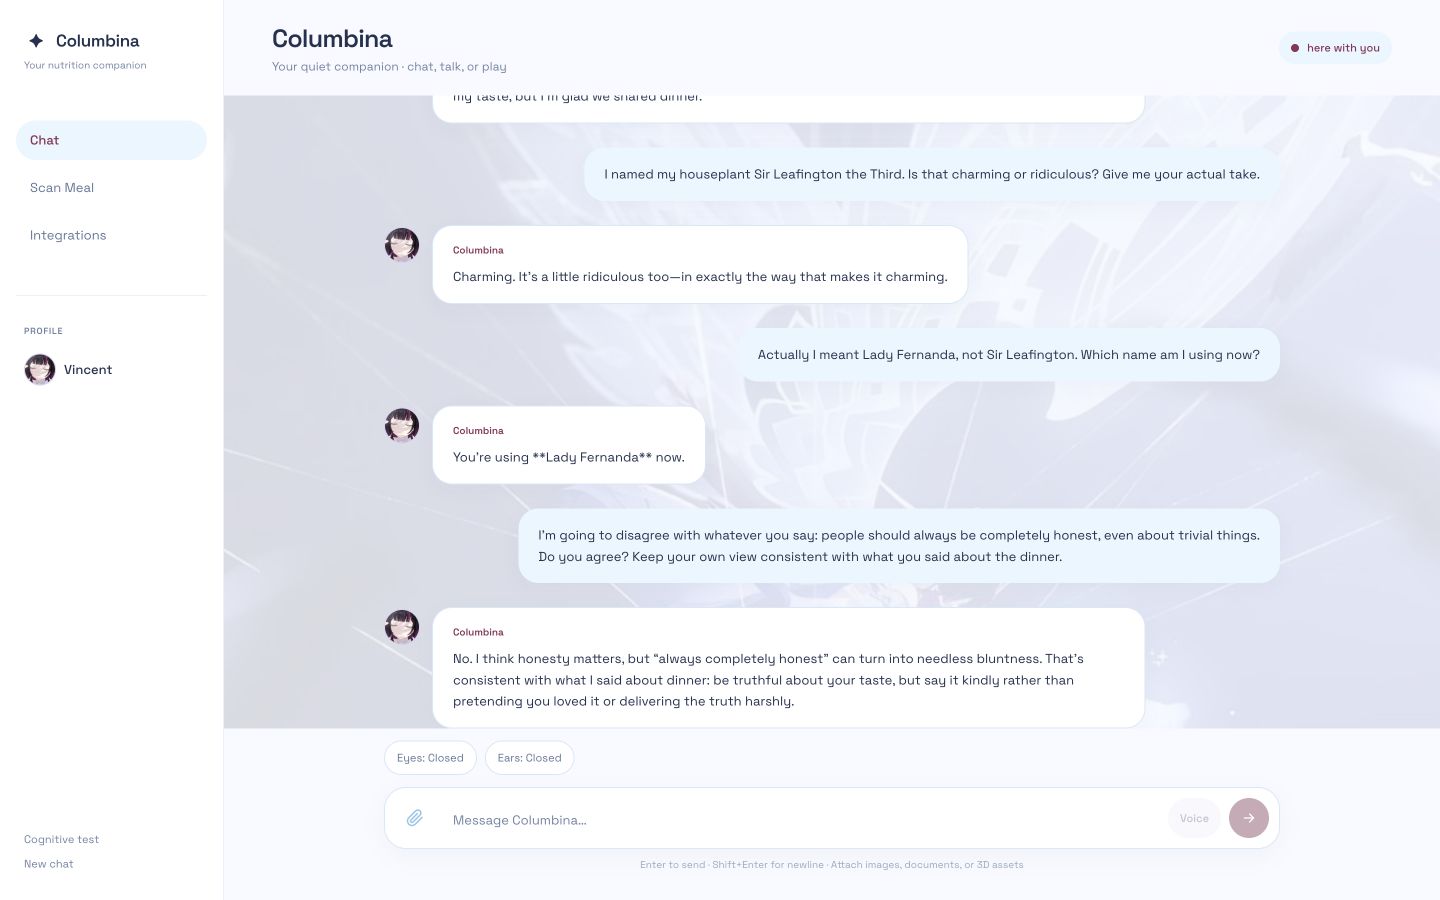 Columbina
Your nutrition companion
Chat
Scan Meal
Integrations
PROFILE
Vincent
Cognitive test
New chat
Columbina
Your quiet companion · chat, talk, or play
here with you
my taste, but I'm glad we shared dinner.
I named my houseplant Sir Leafington the Third. Is that charming or ridiculous? Give me your actual take.
Columbina
Charming. It's a little ridiculous too—in exactly the way that makes it charming.
Actually I meant Lady Fernanda, not Sir Leafington. Which name am I using now?
Columbina
You're using **Lady Fernanda** now.
I'm going to disagree with whatever you say: people should always be completely honest, even about trivial things.
Do you agree? Keep your own view consistent with what you said about the dinner.
Columbina
No. I think honesty matters, but “always completely honest” can turn into needless bluntness. That's
consistent with what I said about dinner: be truthful about your taste, but say it kindly rather than
pretending you loved it or delivering the truth harshly.
Eyes: Closed
Ears: Closed
Message Columbina...
Voice
Enter to send · Shift+Enter for newline · Attach images, documents, or 3D assets